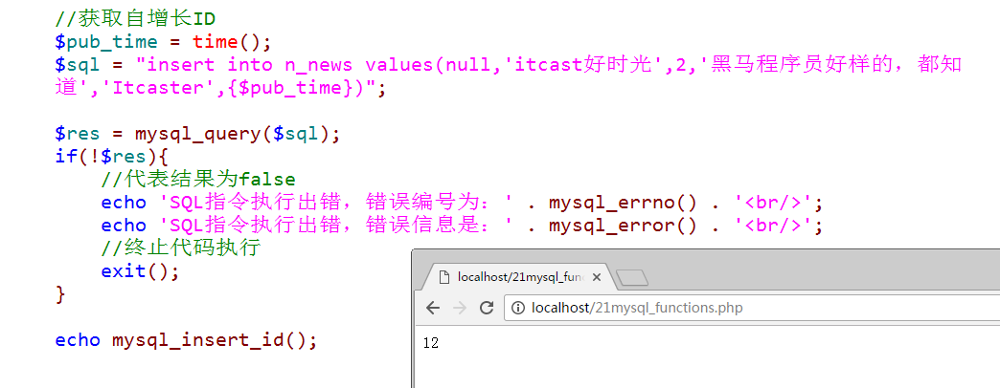 //获取自增长ID
$pub_time = time();
$sql = "insert into n_news values(null,'itcast好时光',2,'黑马程序员好样的，都知
道','Itcaster',{$pub_time})";
$res = mysql_query($sql);
if(!$res){
//代表结果为false
echo 'SQL指令执行出错，错误编号为：' . mysql_errno() . '<br/>';
echo 'SQL指令执行出错，错误信息是：' . mysql_error() . '<br/>';
//终止代码执行
exit();
}
echo mysql_insert_id();
localhost/21mysql_fun
localhost/21mysql_functions.php
12